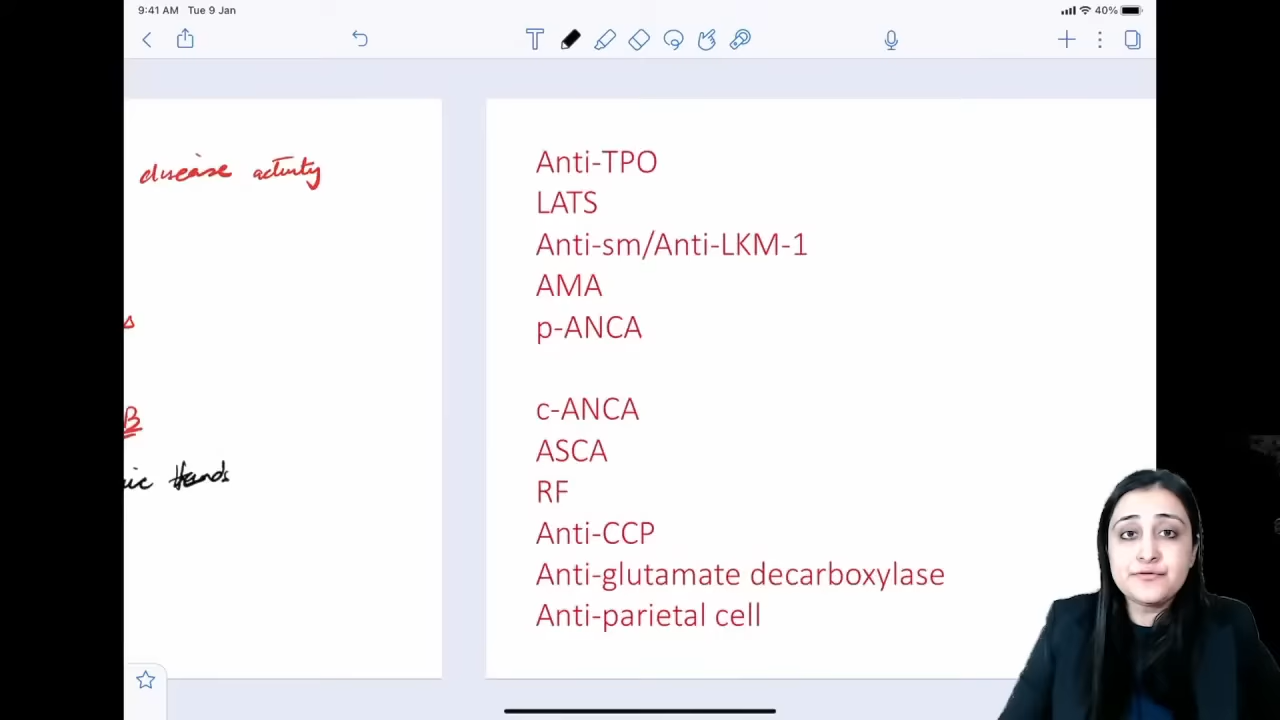 9:41 AM Tue 9 Jan
40%
disease activity
B
Hands
Anti-TPO
LATS
Anti-sm/Anti-LKM-1
AMA
p-ANCA
c-ANCA
ASCA
RF
Anti-CCP
Anti-glutamate decarboxylase
Anti-parietal cell